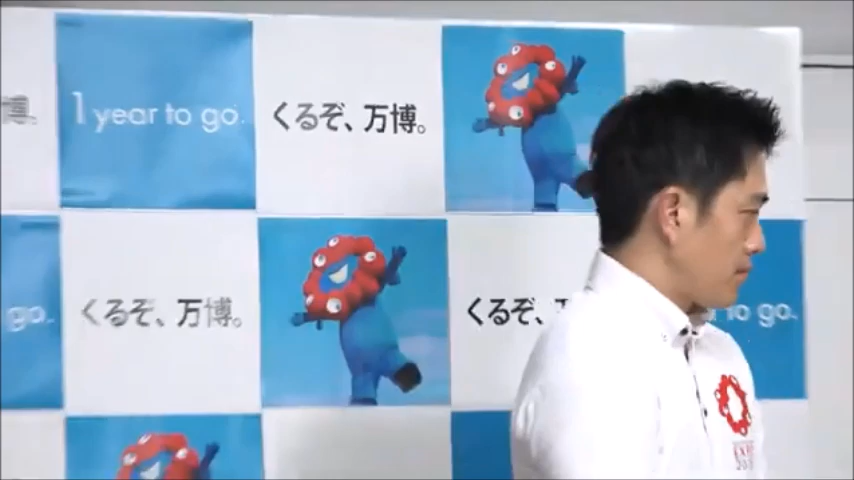 博。
1 year to go.
くるぞ、万博。
go.
くるぞ、万博。
くるぞ、
to go.